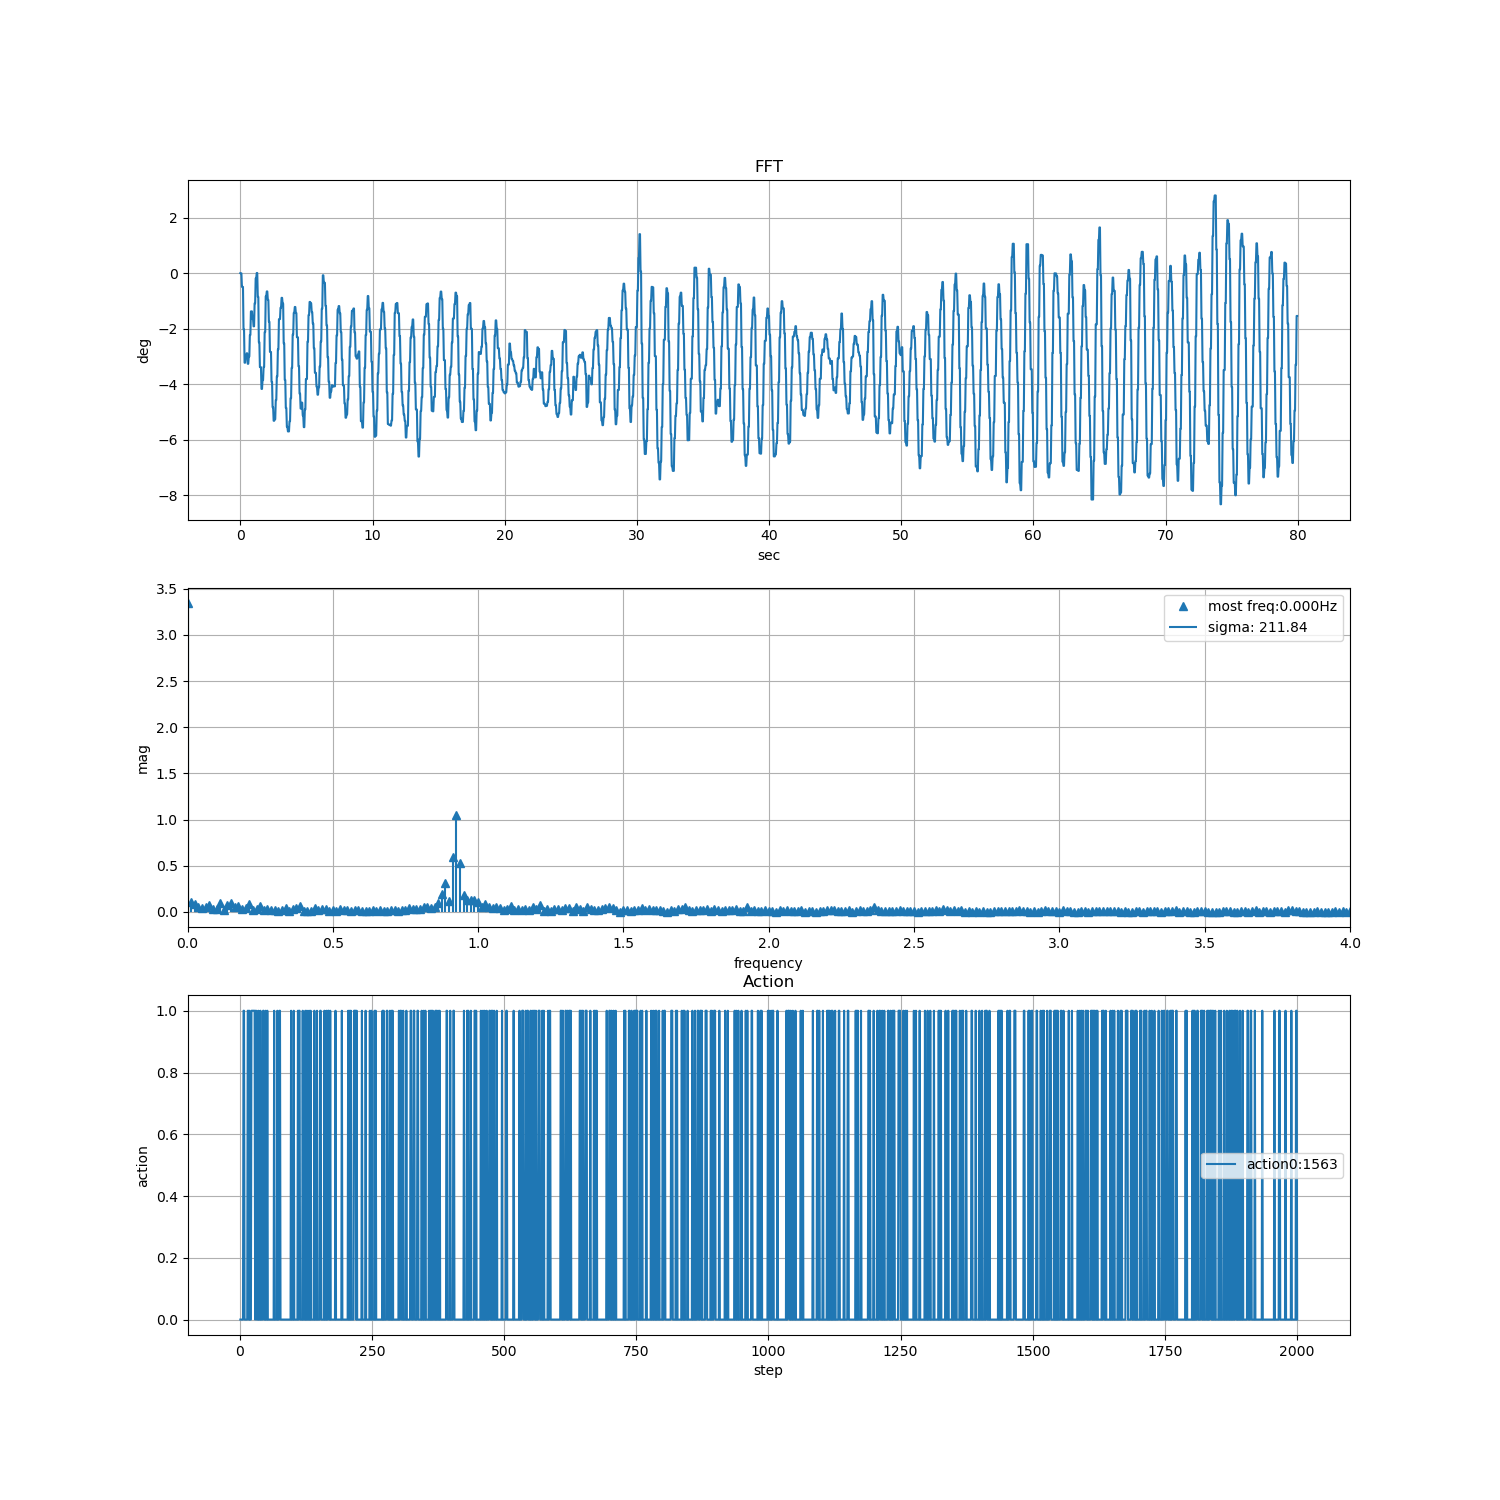 FFT
2
0
−2
−4
−6
−8
deg
0 10 20 30 40 50 60 70 80
sec
3.5
3.0
2.5
2.0
1.5
1.0
0.5
0.0
mag
most freq:0.000Hz
sigma: 211.84
0.0 0.5 1.0 1.5 2.0 2.5 3.0 3.5 4.0
frequency
Action
1.0
0.8
0.6
0.4
0.2
0.0
action
action0:1563
0 250 500 750 1000 1250 1500 1750 2000
step